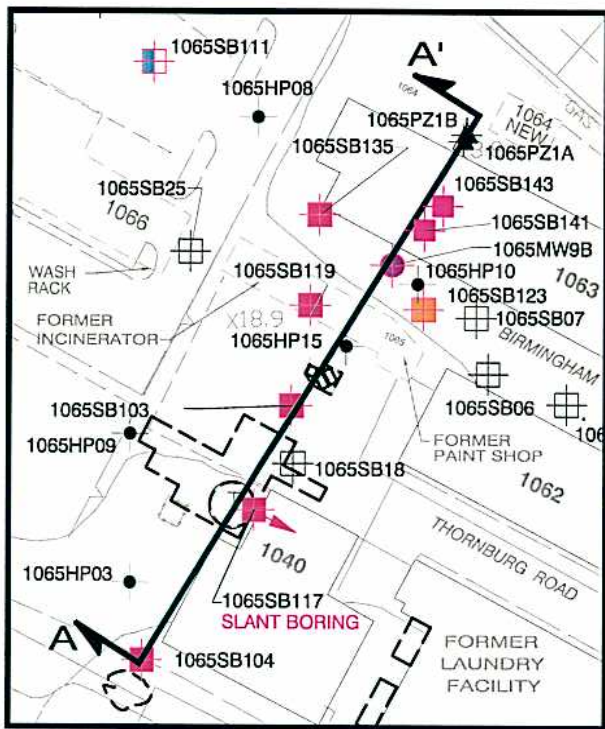 1065SB111
A'
1065HP08
1064
1065PZ1B
1064
NEW
GAS
1065SB135
1065PZ1A
1065SB143
1065SB25
1066
1065SB141
1065MW9B
1063
WASH
RACK
1065SB119
1065HP10
1065SB123
FORMER
INCINERATOR
X18.9
1065SB07
1065HP15
1065
BIRMINGHAM
1065SB103
1065SB06
1065HP09
FORMER
PAINT SHOP
1065SB18
1062
1040
THORNBURG ROAD
1065HP03
1065SB117
SLANT BORING
A
1065SB104
FORMER
LAUNDRY
FACILITY